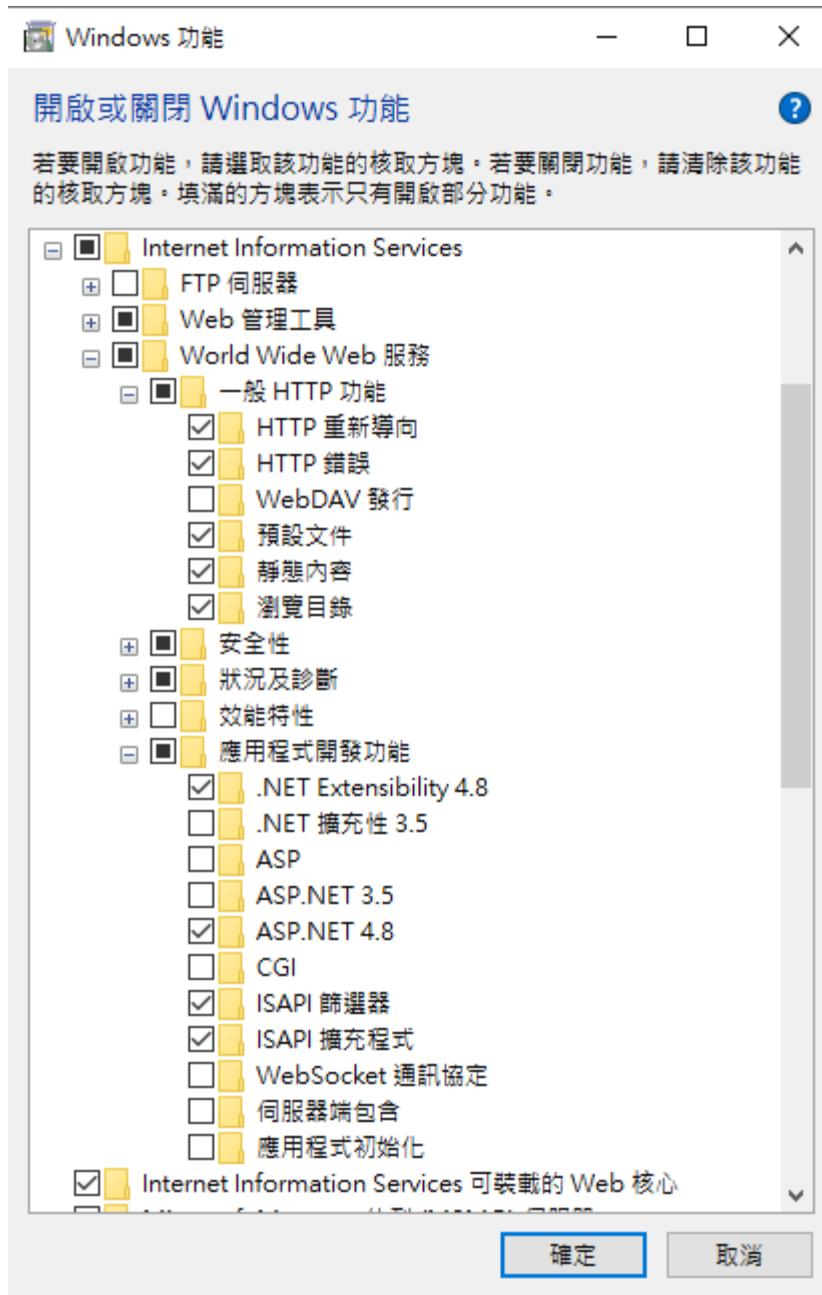 Windows 功能
開啟或關閉 Windows 功能
若要開啟功能，請選取該功能的核取方塊。若要關閉功能，請清除該功能
的核取方塊。填滿的方塊表示只有開啟部分功能。
Internet Information Services
FTP 伺服器
Web 管理工具
World Wide Web 服務
一般 HTTP 功能
HTTP 重新導向
HTTP 錯誤
WebDAV 發行
預設文件
靜態內容
瀏覽目錄
安全性
狀況及診斷
效能特性
應用程式開發功能
.NET Extensibility 4.8
.NET 擴充性 3.5
ASP
ASP.NET 3.5
ASP.NET 4.8
CGI
ISAPI 篩選器
ISAPI 擴充程式
WebSocket 通訊協定
伺服器端包含
應用程式初始化
Internet Information Services 可裝載的 Web 核心
確定
取消